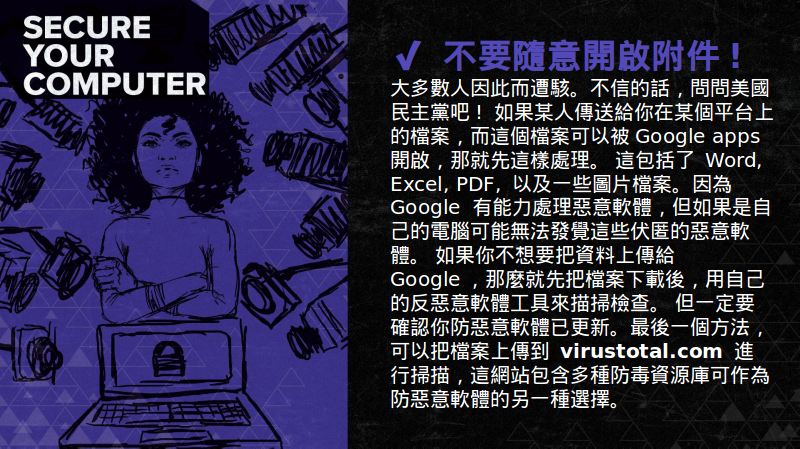 SECURE
YOUR
COMPUTER
✓ 不要隨意開啟附件！
大多數人因此而遭駭。不信的話，問問美國
民主黨吧！ 如果某人傳送給你在某個平台上
的檔案，而這個檔案可以被 Google apps
開啟，那就先這樣處理。 這包括了 Word,
Excel, PDF, 以及一些圖片檔案。因為
Google 有能力處理惡意軟體，但如果是自
己的電腦可能無法發覺這些伏匿的惡意軟
體。 如果你不想要把資料上傳給
Google ，那麼就先把檔案下載後，用自己
的反惡意軟體工具來描掃檢查。 但一定要
確認你防惡意軟體已更新。最後一個方法，
可以把檔案上傳到 virustotal.com 進
行掃描，這網站包含多種防毒資源庫可作為
防惡意軟體的另一種選擇。